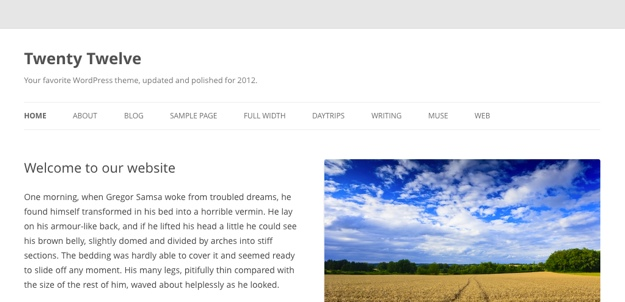 Twenty Twelve
Your favorite WordPress theme, updated and polished for 2012.
HOME ABOUT BLOG SAMPLE PAGE FULL WIDTH DAYTRIPS WRITING MUSE WEB
Welcome to our website
One morning, when Gregor Samsa woke from troubled dreams, he
found himself transformed in his bed into a horrible vermin. He lay
on his armour-like back, and if he lifted his head a little he could see
his brown belly, slightly domed and divided by arches into stiff
sections. The bedding was hardly able to cover it and seemed ready
to slide off any moment. His many legs, pitifully thin compared with
the size of the rest of him, waved about helplessly as he looked.